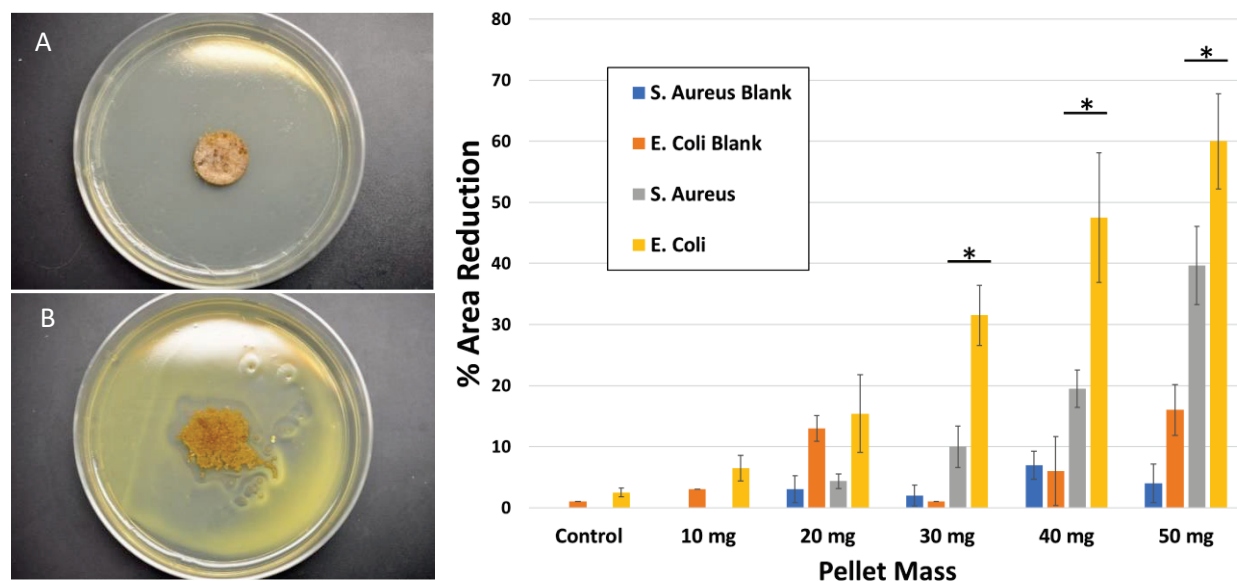 A
B
% Area Reduction
80
70
60
50
40
30
20
10
0
S. Aureus Blank
E. Coli Blank
S. Aureus
E. Coli
*
*
*
Control 10 mg 20 mg 30 mg 40 mg 50 mg
Pellet Mass